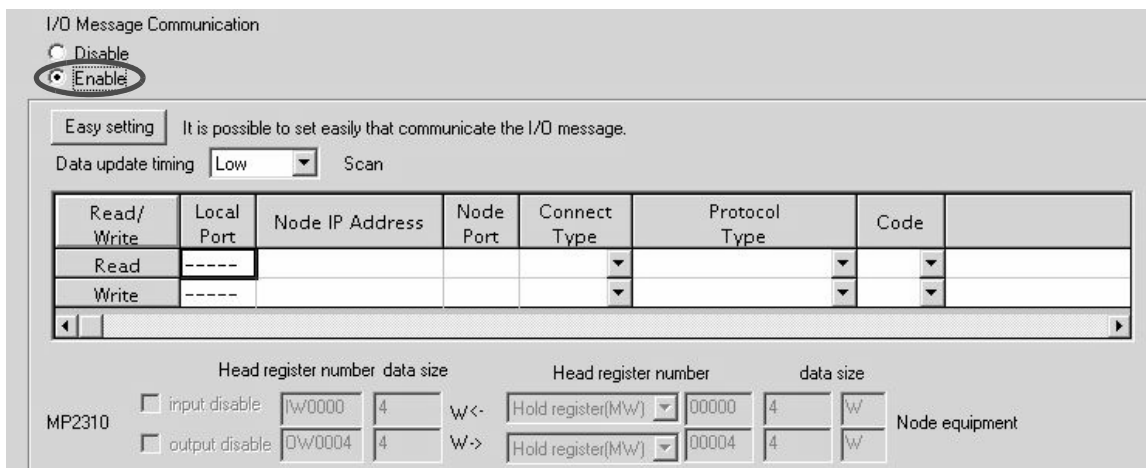 I/O Message Communication
Disable
Enable
Easy setting It is possible to set easily that communicate the I/O message.
Data update timing Low Scan
Read/ Write Local Port Node IP Address Node Port Connect Type Protocol Type Code
Read -----
Write -----
Head register number data size Head register number data size
MP2310 input disable IW0000 4 W<- Hold register(MW) 00000 4 W Node equipment
output disable OW0004 4 W-> Hold register(MW) 00004 4 W